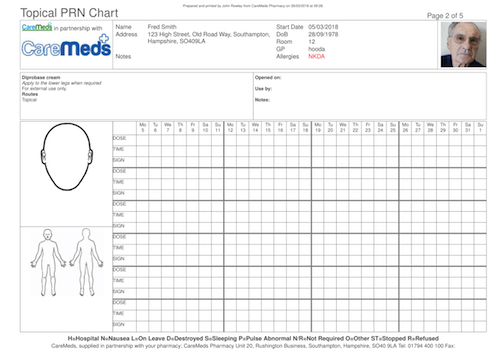 Prepared and printed by John Rowley from CareMeds Pharmacy on
Topical PRN Chart
Page 2 of 5
CareMeds in partnership with
CareMeds
Name Fred Smith
Address 123 High Street, Old Road Way, Southampton,
Hampshire, SO409LA
Notes
Start Date 05/03/2018
DoB 28/09/1978
Room 12
GP hooda
Allergies NKDA
Diprobase cream
Apply to the lower legs when required
For external use only.
Routes
Topical
Opened on:
Use by:
Notes:
Mo Tu We Th Fr Sa Su Mo Tu We Th Fr Sa Su Mo Tu We Th Fr Sa Su Mo Tu We Th Fr Sa Su
5 6 7 8 9 10 11 12 13 14 15 16 17 18 19 20 21 22 23 24 25 26 27 28 29 30 31 1
DOSE
TIME
SIGN
DOSE
TIME
SIGN
DOSE
TIME
SIGN
DOSE
TIME
SIGN
DOSE
TIME
SIGN
DOSE
TIME
SIGN
H=Hospital N=Nausea L=On Leave D=Destroyed S=Sleeping P=Pulse Abnormal N/R=Not Required O=Other ST=Stopped R=Refused
CareMeds, supplied in partnership with your pharmacy; CareMeds Pharmacy Unit 20, Rushington Business, Southampton, Hampshire, SO40 9LA Tel: 01794 400 100 Fax: